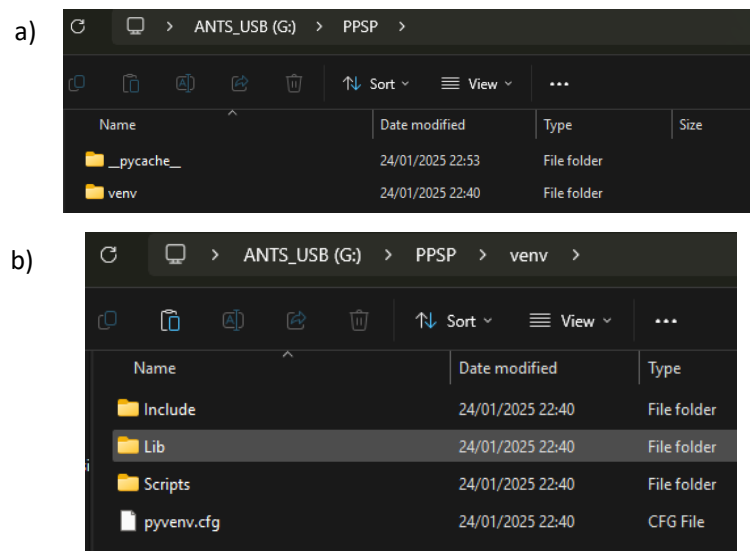 a)
ANTS_USB (G:) > PPSP >
Sort View ...
Name Date modified Type Size
__pycache__ 24/01/2025 22:53 File folder
venv 24/01/2025 22:40 File folder
b)
ANTS_USB (G:) > PPSP > venv >
Sort View ...
Name Date modified Type
Include 24/01/2025 22:40 File folder
Lib 24/01/2025 22:40 File folder
Scripts 24/01/2025 22:40 File folder
pyvenv.cfg 24/01/2025 22:40 CFG File